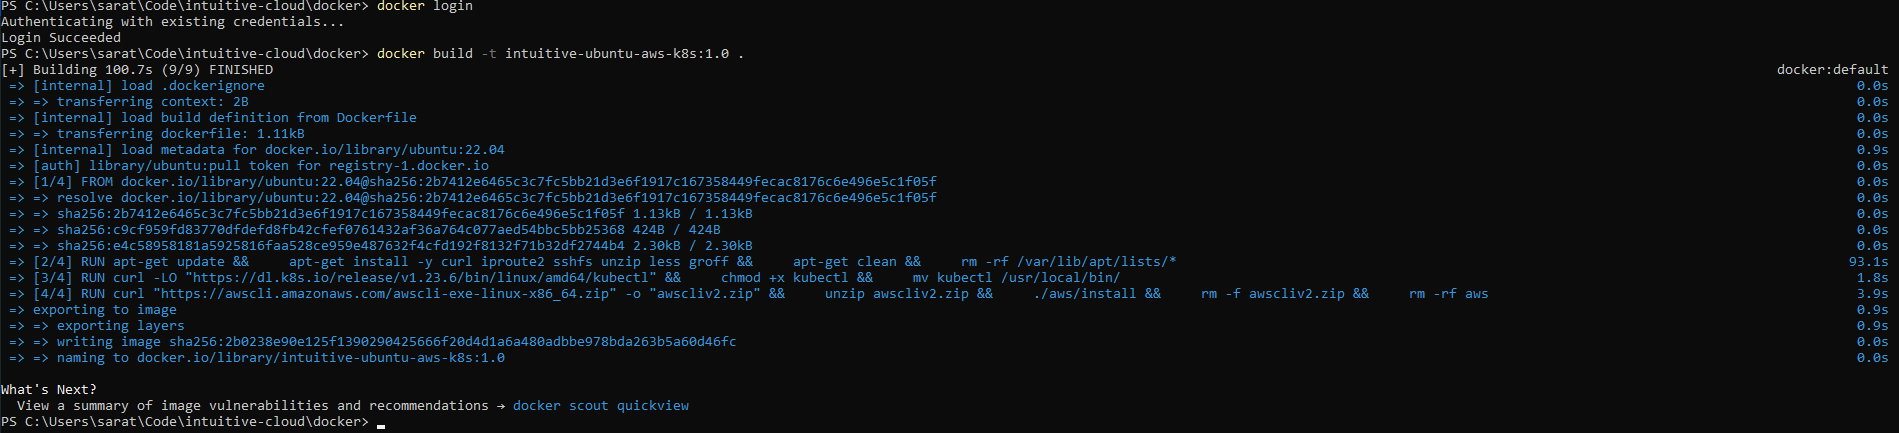 PS C:\Users\sarat\Code\intuitive-cloud\docker> docker login
Authenticating with existing credentials...
Login Succeeded
PS C:\Users\sarat\Code\intuitive-cloud\docker> docker build -t intuitive-ubuntu-aws-k8s:1.0 .
[+] Building 100.7s (9/9) FINISHED docker:default
=> [internal] load .dockerignore 0.0s
=> => transferring context: 2B 0.0s
=> [internal] load build definition from Dockerfile 0.0s
=> => transferring dockerfile: 1.11kB 0.0s
=> [internal] load metadata for docker.io/library/ubuntu:22.04 0.9s
=> [auth] library/ubuntu:pull token for registry-1.docker.io 0.0s
=> [1/4] FROM docker.io/library/ubuntu:22.04@sha256:2b7412e6465c3c7fc5bb21d3e6f1917c167358449fecac8176c6e496e5c1f05f 0.0s
=> => resolve docker.io/library/ubuntu:22.04@sha256:2b7412e6465c3c7fc5bb21d3e6f1917c167358449fecac8176c6e496e5c1f05f 0.0s
=> => sha256:2b7412e6465c3c7fc5bb21d3e6f1917c167358449fecac8176c6e496e5c1f05f 1.13kB / 1.13kB 0.0s
=> => sha256:c9cf959fd83770dfdefd8fb42cfef0761432af36a764c077aed54bbc5bb25368 424B / 424B 0.0s
=> => sha256:e4c58958181a5925816faa528ce959e487632f4cfd192f8132f71b32df2744b4 2.30kB / 2.30kB 0.0s
=> [2/4] RUN apt-get update &&     apt-get install -y curl iproute2 sshfs unzip less groff &&     apt-get clean &&     rm -rf /var/lib/apt/lists/* 93.1s
=> [3/4] RUN curl -LO "https://dl.k8s.io/release/v1.23.6/bin/linux/amd64/kubectl" &&     chmod +x kubectl &&     mv kubectl /usr/local/bin/ 1.8s
=> [4/4] RUN curl "https://awscli.amazonaws.com/awscli-exe-linux-x86_64.zip" -o "awscliv2.zip" &&     unzip awscliv2.zip &&     ./aws/install &&     rm -f awscliv2.zip &&     rm -rf aws 3.9s
=> exporting to image 0.9s
=> => exporting layers 0.9s
=> => writing image sha256:2b0238e90e125f1390290425666f20d4d1a6a480adbbe978bda263b5a60d46fc 0.0s
=> => naming to docker.io/library/intuitive-ubuntu-aws-k8s:1.0 0.0s
What's Next?
View a summary of image vulnerabilities and recommendations → docker scout quickview
PS C:\Users\sarat\Code\intuitive-cloud\docker>